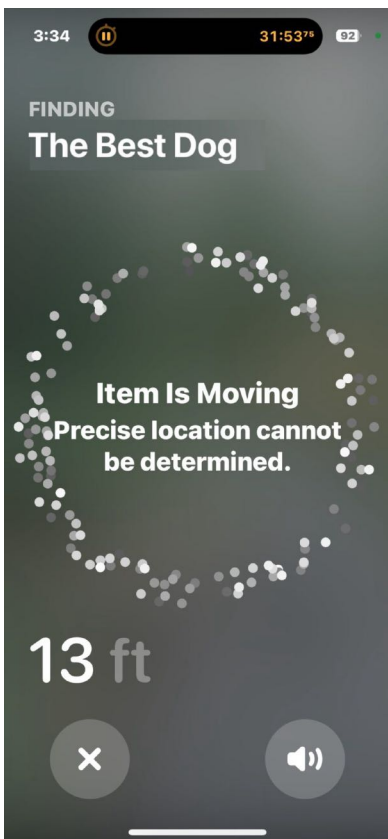 3:34 31:53⁷⁵ 92
FINDING
The Best Dog
Item Is Moving
Precise location cannot
be determined.
13 ft